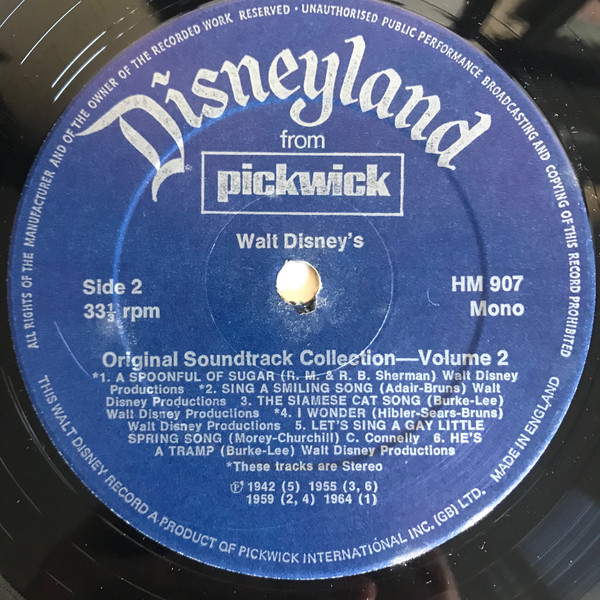 ALL RIGHTS OF THE MANUFACTURER AND OF THE OWNER OF THE RECORDED WORK RESERVED · UNAUTHORISED PUBLIC PERFORMANCE BROADCASTING AND COPYING OF THIS RECORD PROHIBITED
Disneyland
from
pickwick
Walt Disney's
Side 2
33⅓ rpm
HM 907
Mono
Original Soundtrack Collection—Volume 2
*1. A SPOONFUL OF SUGAR (R. M. & R. B. Sherman) Walt Disney
Productions *2. SING A SMILING SONG (Adair-Bruns) Walt
Disney Productions 3. THE SIAMESE CAT SONG (Burke-Lee)
Walt Disney Productions *4. I WONDER (Hibler-Sears-Bruns)
Walt Disney Productions 5. LET'S SING A GAY LITTLE
SPRING SONG (Morey-Churchill) C. Connelly 6. HE'S
A TRAMP (Burke-Lee) Walt Disney Productions
*These tracks are Stereo
℗ 1942 (5) 1955 (3, 6)
1959 (2, 4) 1964 (1)
THIS WALT DISNEY RECORD A PRODUCT OF PICKWICK INTERNATIONAL INC. (GB) LTD. MADE IN ENGLAND